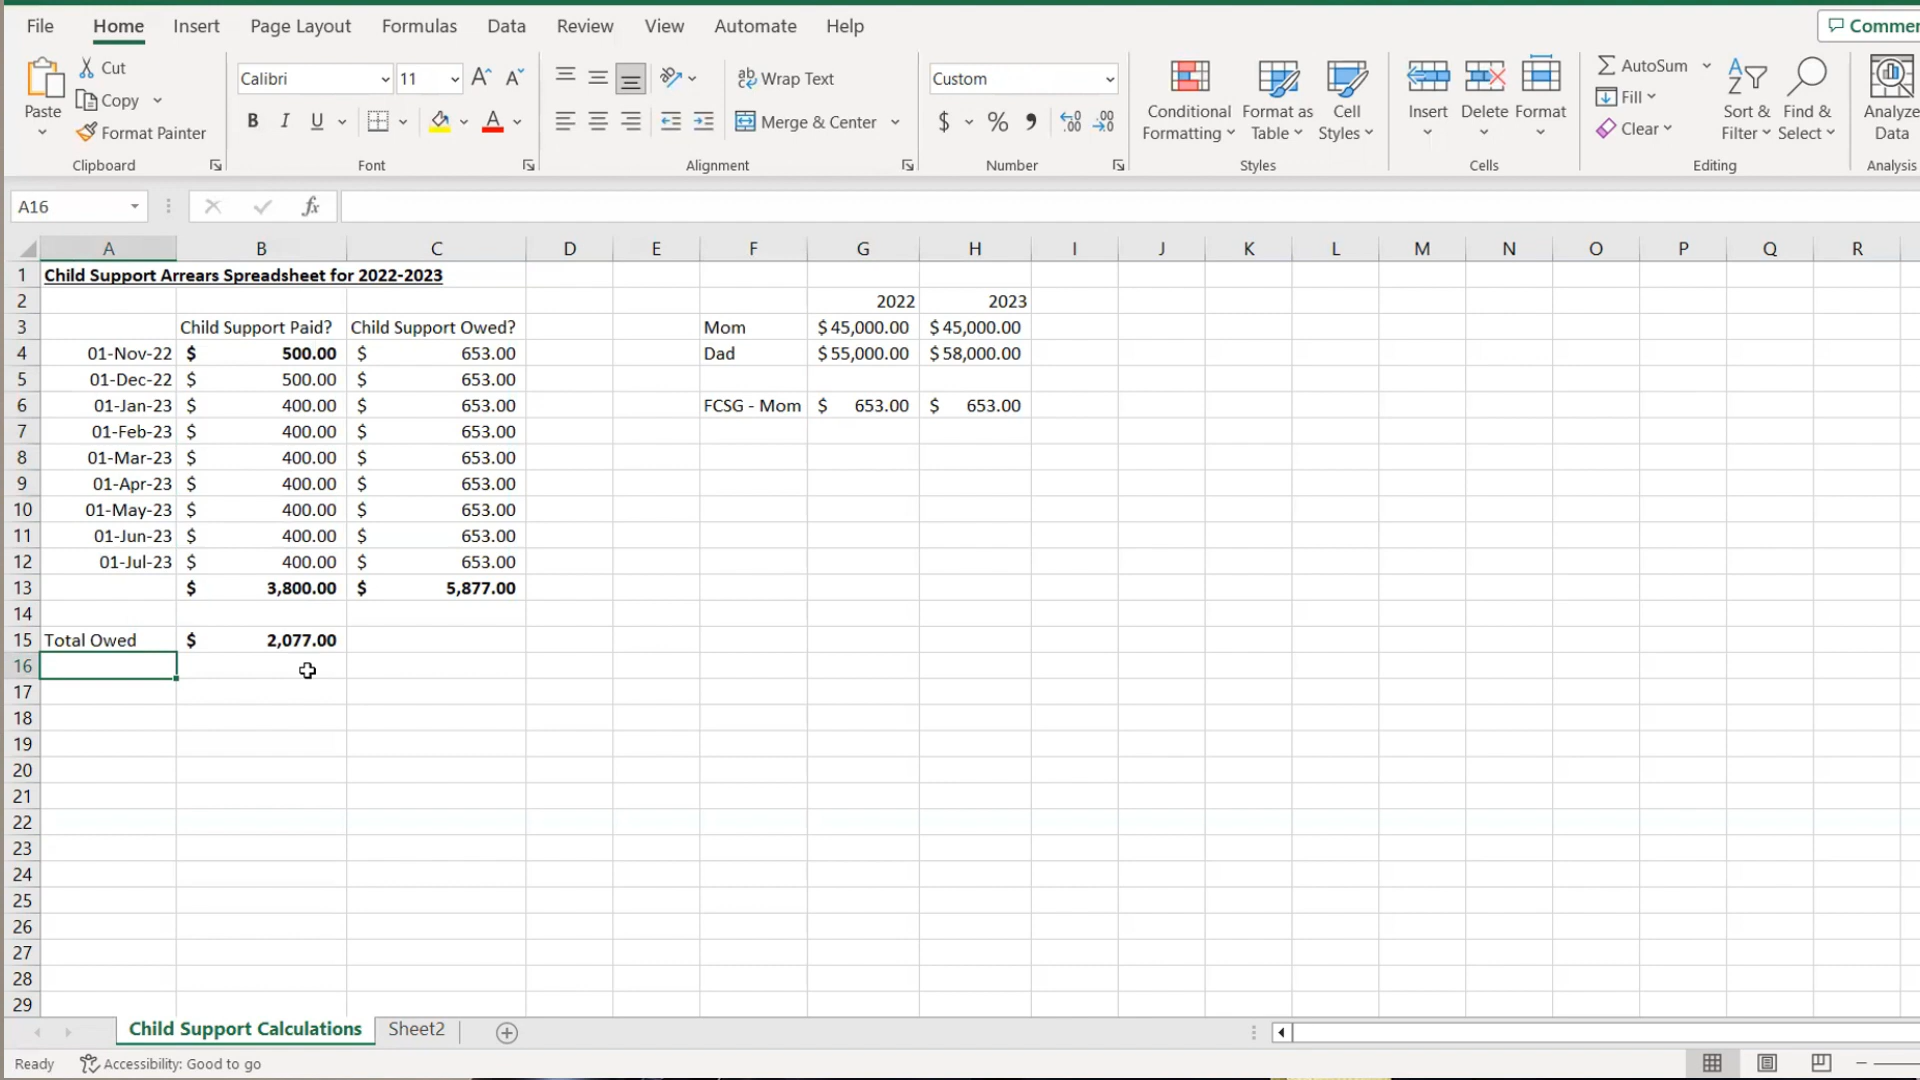 File Home Insert Page Layout Formulas Data Review View Automate Help Commen
Paste Cut Copy Format Painter Clipboard
Calibri 11 A^ A˅ B I U A Font
ab Wrap Text Merge & Center Alignment
Custom $ % , Number
Conditional Formatting Format as Table Cell Styles Styles
Insert Delete Format Cells
AutoSum Fill Clear Sort & Filter Find & Select Editing
Analyze Data Analysis
A16 fx
A B C D E F G H I J K L M N O P Q R
1 Child Support Arrears Spreadsheet for 2022-2023
2 2022 2023
3 Child Support Paid? Child Support Owed? Mom $ 45,000.00 $ 45,000.00
4 01-Nov-22 $ 500.00 $ 653.00 Dad $ 55,000.00 $ 58,000.00
5 01-Dec-22 $ 500.00 $ 653.00
6 01-Jan-23 $ 400.00 $ 653.00 FCSG - Mom $ 653.00 $ 653.00
7 01-Feb-23 $ 400.00 $ 653.00
8 01-Mar-23 $ 400.00 $ 653.00
9 01-Apr-23 $ 400.00 $ 653.00
10 01-May-23 $ 400.00 $ 653.00
11 01-Jun-23 $ 400.00 $ 653.00
12 01-Jul-23 $ 400.00 $ 653.00
13 $ 3,800.00 $ 5,877.00
14
15 Total Owed $ 2,077.00
16
17
18
19
20
21
22
23
24
25
26
27
28
29
Child Support Calculations Sheet2
Ready Accessibility: Good to go